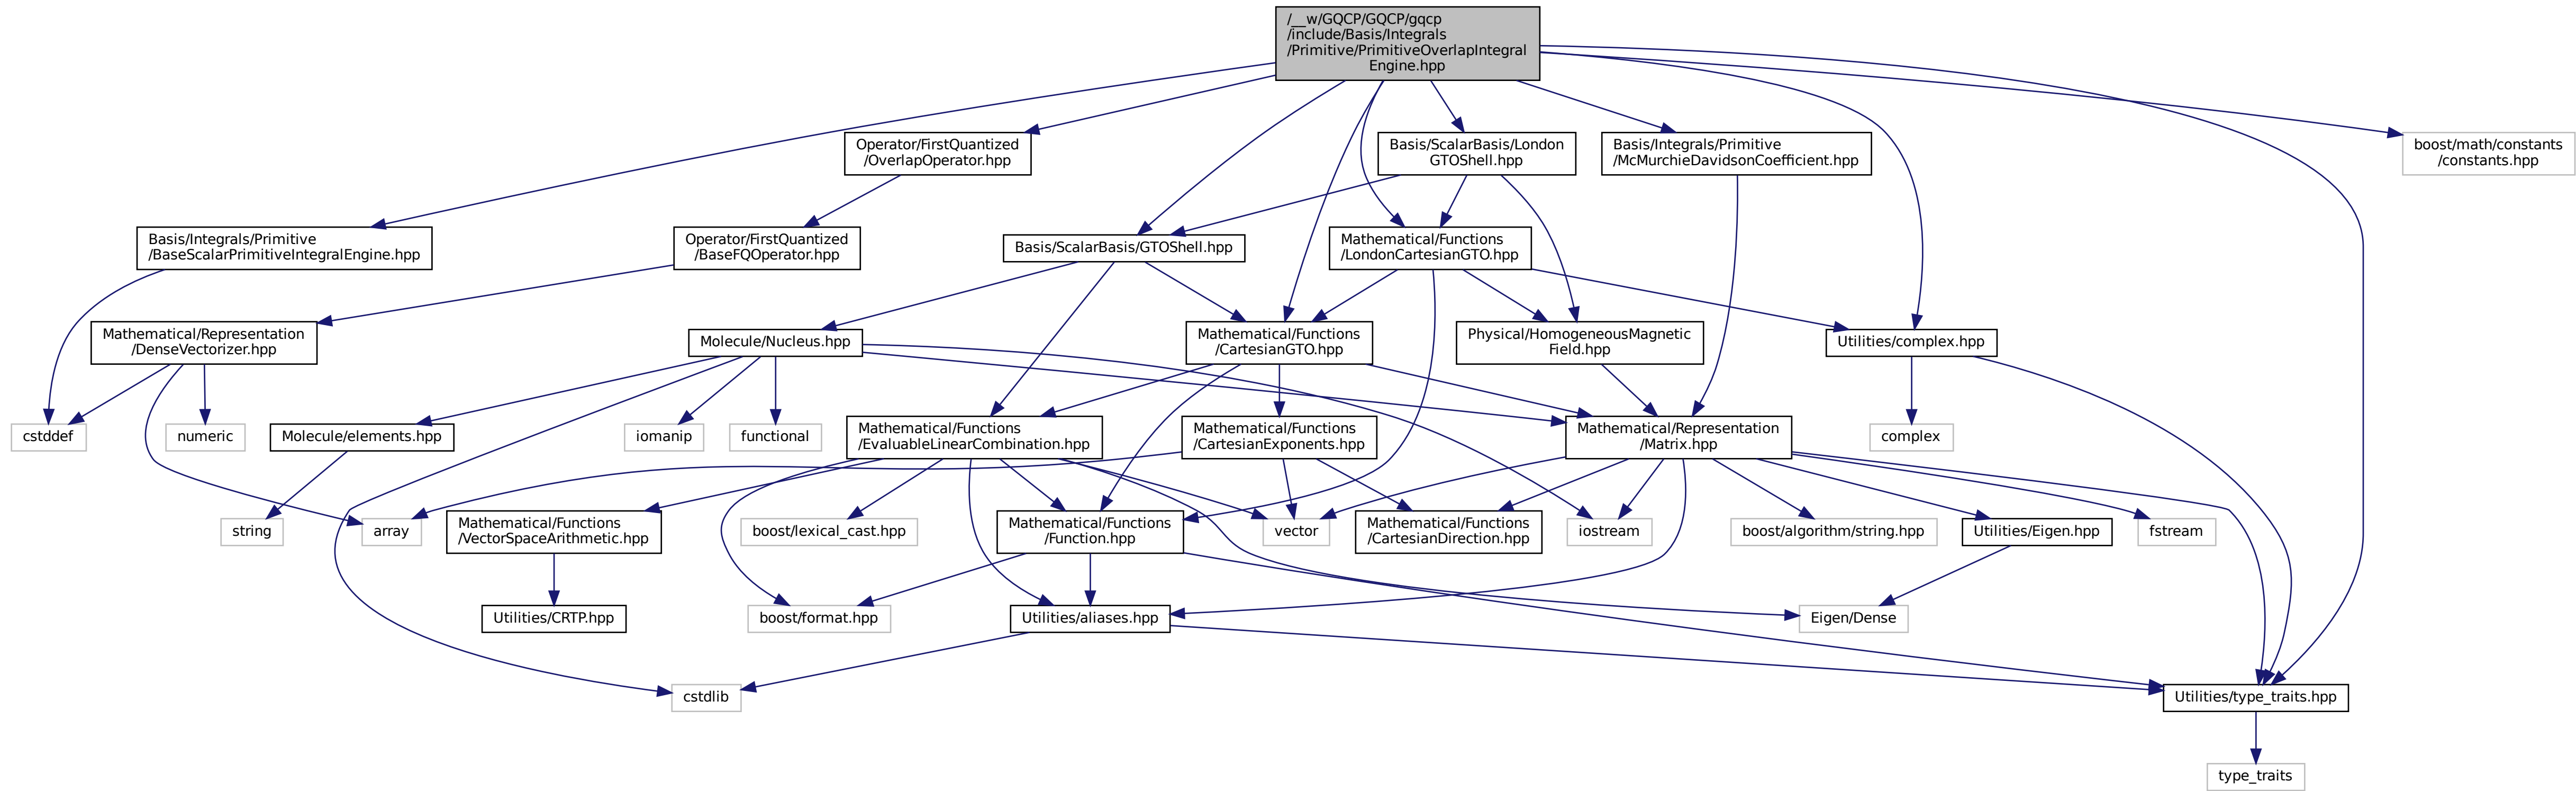 /__w/GQCP/GQCP/gqcp
/include/Basis/Integrals
/Primitive/PrimitiveOverlapIntegral
Engine.hpp
Operator/FirstQuantized
/OverlapOperator.hpp
Basis/ScalarBasis/London
GTOShell.hpp
Basis/Integrals/Primitive
/McMurchieDavidsonCoefficient.hpp
boost/math/constants
/constants.hpp
Basis/Integrals/Primitive
/BaseScalarPrimitiveIntegralEngine.hpp
Operator/FirstQuantized
/BaseFQOperator.hpp
Basis/ScalarBasis/GTOShell.hpp
Mathematical/Functions
/LondonCartesianGTO.hpp
Mathematical/Representation
/DenseVectorizer.hpp
Molecule/Nucleus.hpp
Mathematical/Functions
/CartesianGTO.hpp
Physical/HomogeneousMagnetic
Field.hpp
Utilities/complex.hpp
cstddef
numeric
Molecule/elements.hpp
iomanip
functional
Mathematical/Functions
/EvaluableLinearCombination.hpp
Mathematical/Functions
/CartesianExponents.hpp
Mathematical/Representation
/Matrix.hpp
complex
string
array
Mathematical/Functions
/VectorSpaceArithmetic.hpp
boost/lexical_cast.hpp
Mathematical/Functions
/Function.hpp
vector
Mathematical/Functions
/CartesianDirection.hpp
iostream
boost/algorithm/string.hpp
Utilities/Eigen.hpp
fstream
Utilities/CRTP.hpp
boost/format.hpp
Utilities/aliases.hpp
Eigen/Dense
cstdlib
Utilities/type_traits.hpp
type_traits